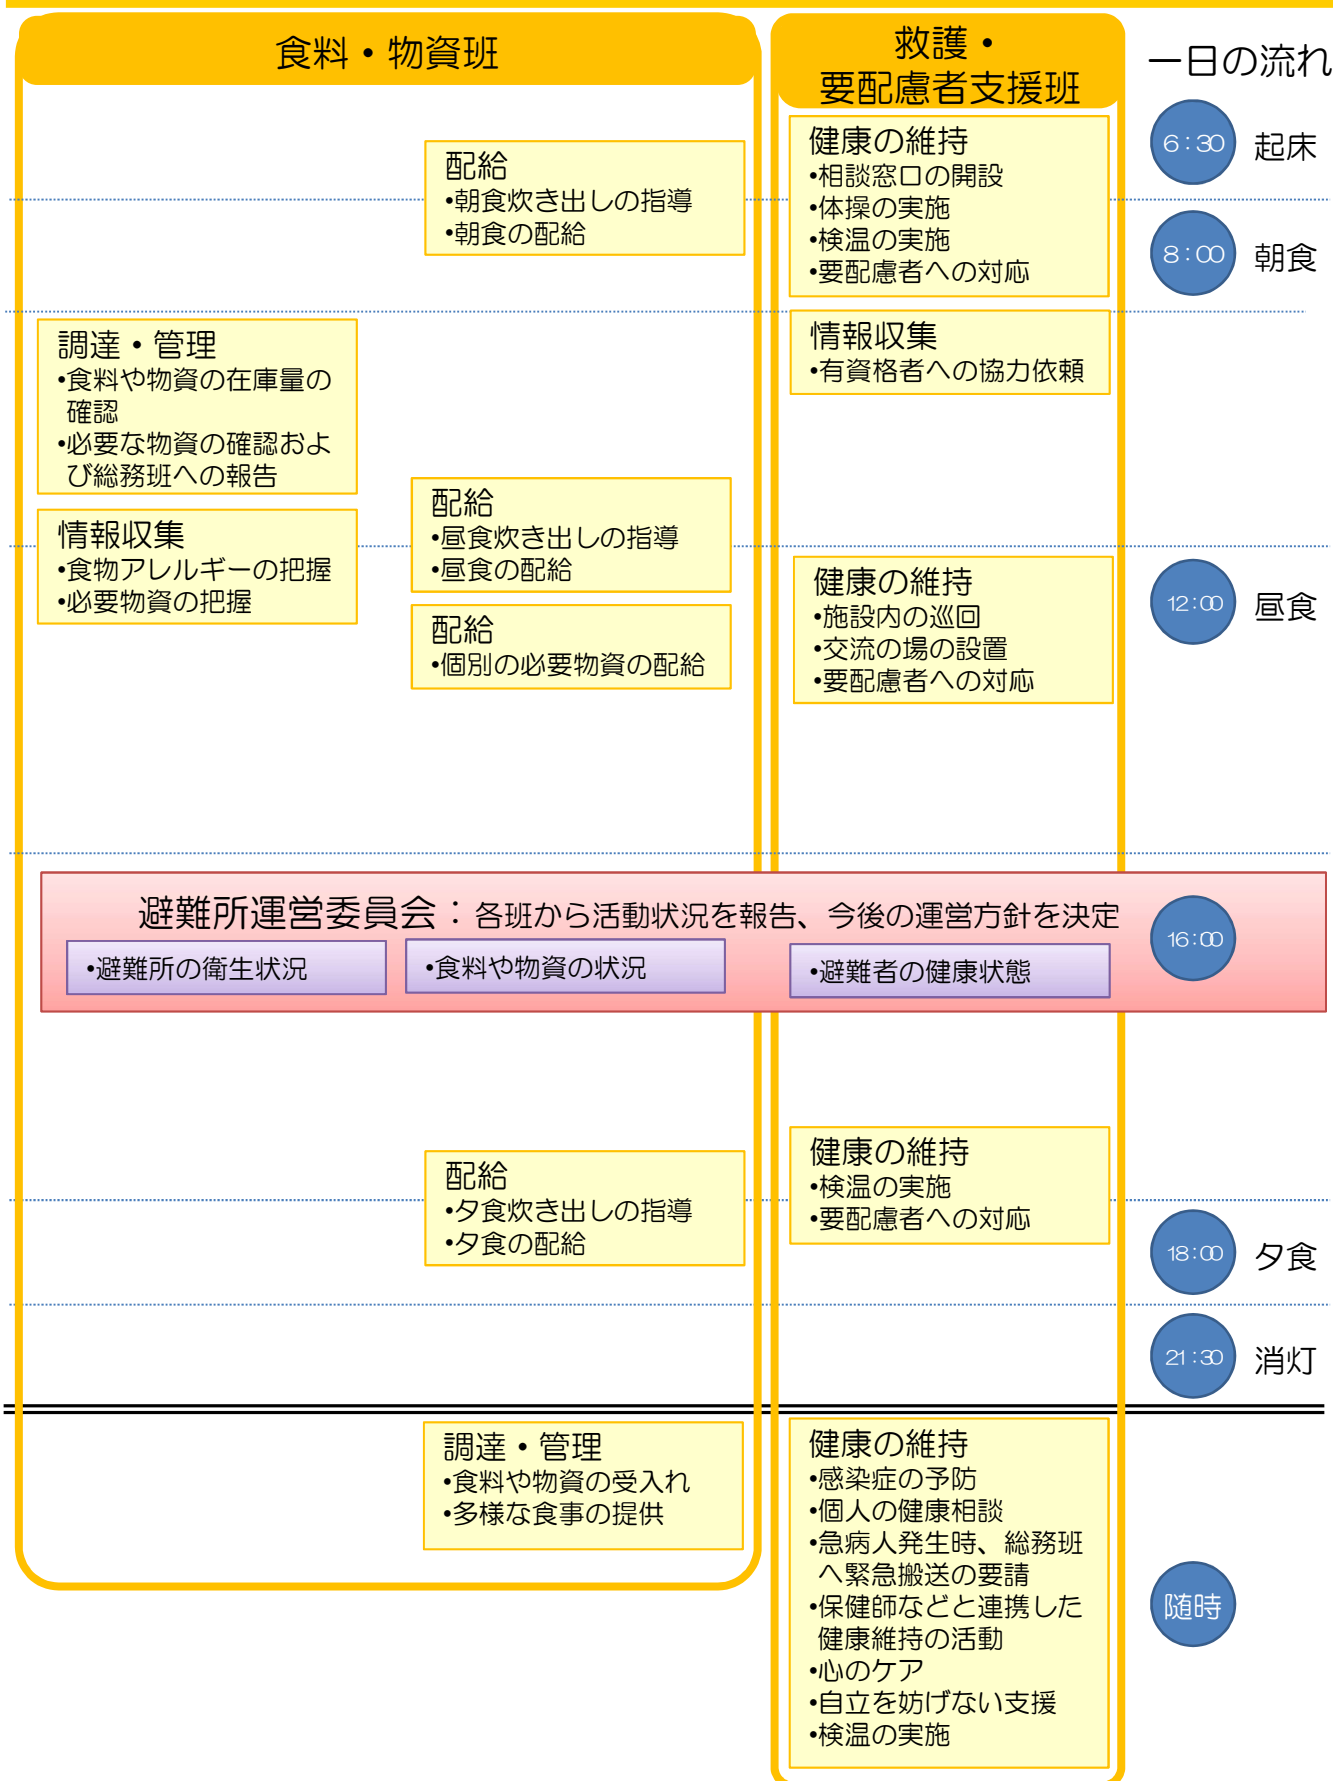 食料・物資班
救護・
要配慮者支援班
一日の流れ
6:30
起床
配給
•朝食炊き出しの指導
•朝食の配給
健康の維持
•相談窓口の開設
•体操の実施
•検温の実施
•要配慮者への対応
8:00
朝食
調達・管理
•食料や物資の在庫量の
確認
•必要な物資の確認およ
び総務班への報告
情報収集
•有資格者への協力依頼
情報収集
•食物アレルギーの把握
•必要物資の把握
配給
•昼食炊き出しの指導
•昼食の配給
配給
•個別の必要物資の配給
健康の維持
•施設内の巡回
•交流の場の設置
•要配慮者への対応
12:00
昼食
避難所運営委員会：各班から活動状況を報告、今後の運営方針を決定
16:00
•避難所の衛生状況
•食料や物資の状況
•避難者の健康状態
配給
•夕食炊き出しの指導
•夕食の配給
健康の維持
•検温の実施
•要配慮者への対応
18:00
夕食
21:30
消灯
調達・管理
•食料や物資の受入れ
•多様な食事の提供
健康の維持
•感染症の予防
•個人の健康相談
•急病人発生時、総務班
へ緊急搬送の要請
•保健師などと連携した
健康維持の活動
•心のケア
•自立を妨げない支援
•検温の実施
随時